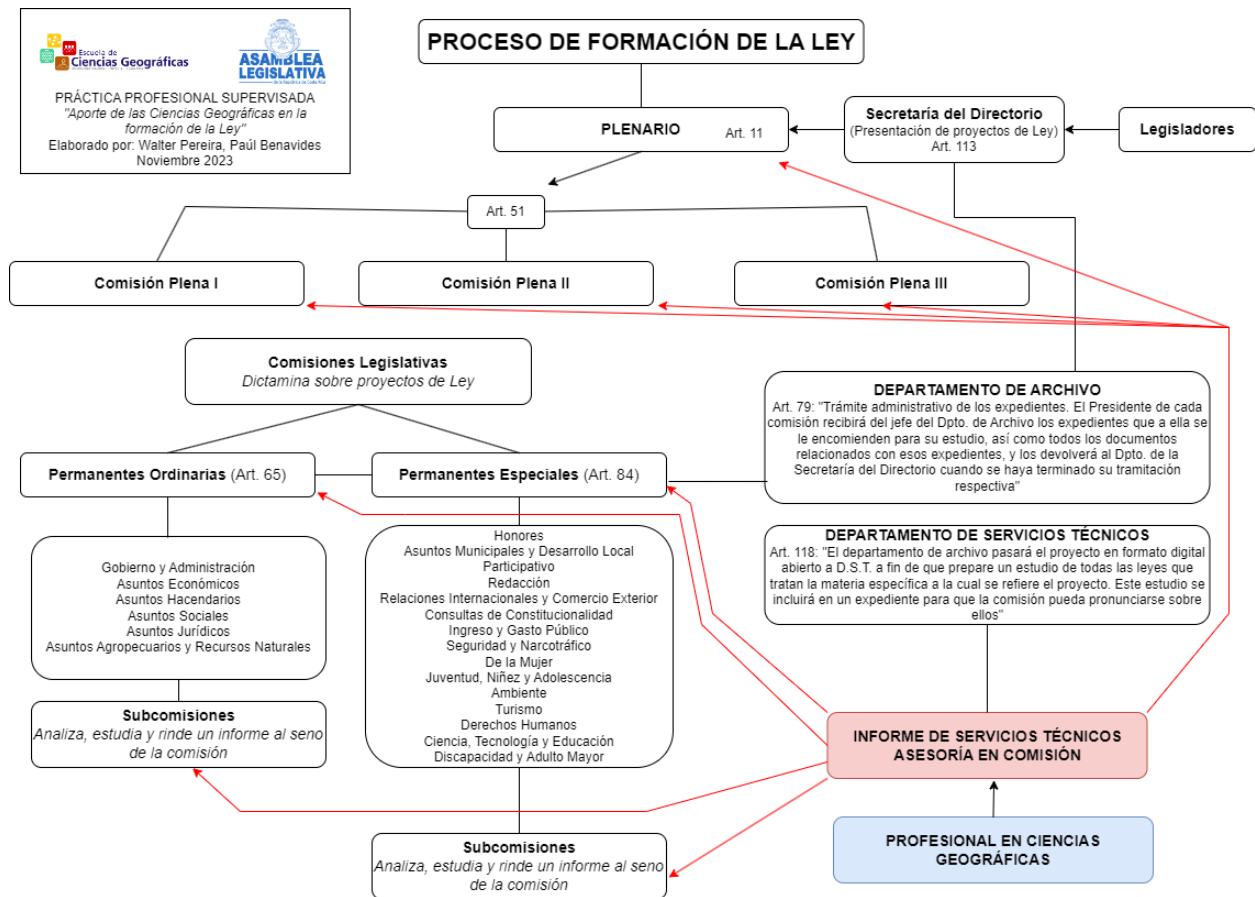 Escuela de
Ciencias Geográficas
ASAMBLEA
LEGISLATIVA
de la República de Costa Rica
PRÁCTICA PROFESIONAL SUPERVISADA
"Aporte de las Ciencias Geográficas en la
formación de la Ley"
Elaborado por: Walter Pereira, Paúl Benavides
Noviembre 2023
PROCESO DE FORMACIÓN DE LA LEY
PLENARIO Art. 11
Secretaría del Directorio
(Presentación de proyectos de Ley)
Art. 113
Legisladores
Art. 51
Comisión Plena I
Comisión Plena II
Comisión Plena III
Comisiones Legislativas
Dictamina sobre proyectos de Ley
Permanentes Ordinarias (Art. 65)
Permanentes Especiales (Art. 84)
DEPARTAMENTO DE ARCHIVO
Art. 79: "Trámite administrativo de los expedientes. El Presidente de cada
comisión recibirá del jefe del Dpto. de Archivo los expedientes que a ella se
le encomienden para su estudio, así como todos los documentos
relacionados con esos expedientes, y los devolverá al Dpto. de la
Secretaría del Directorio cuando se haya terminado su tramitación
respectiva"
Gobierno y Administración
Asuntos Económicos
Asuntos Hacendarios
Asuntos Sociales
Asuntos Jurídicos
Asuntos Agropecuarios y Recursos Naturales
Honores
Asuntos Municipales y Desarrollo Local
Participativo
Redacción
Relaciones Internacionales y Comercio Exterior
Consultas de Constitucionalidad
Ingreso y Gasto Público
Seguridad y Narcotráfico
De la Mujer
Juventud, Niñez y Adolescencia
Ambiente
Turismo
Derechos Humanos
Ciencia, Tecnología y Educación
Discapacidad y Adulto Mayor
DEPARTAMENTO DE SERVICIOS TÉCNICOS
Art. 118: "El departamento de archivo pasará el proyecto en formato digital
abierto a D.S.T. a fin de que prepare un estudio de todas las leyes que
tratan la materia específica a la cual se refiere el proyecto. Este estudio se
incluirá en un expediente para que la comisión pueda pronunciarse sobre
ellos"
Subcomisiones
Analiza, estudia y rinde un informe al seno
de la comisión
INFORME DE SERVICIOS TÉCNICOS
ASESORÍA EN COMISIÓN
Subcomisiones
Analiza, estudia y rinde un informe al seno
de la comisión
PROFESIONAL EN CIENCIAS
GEOGRÁFICAS